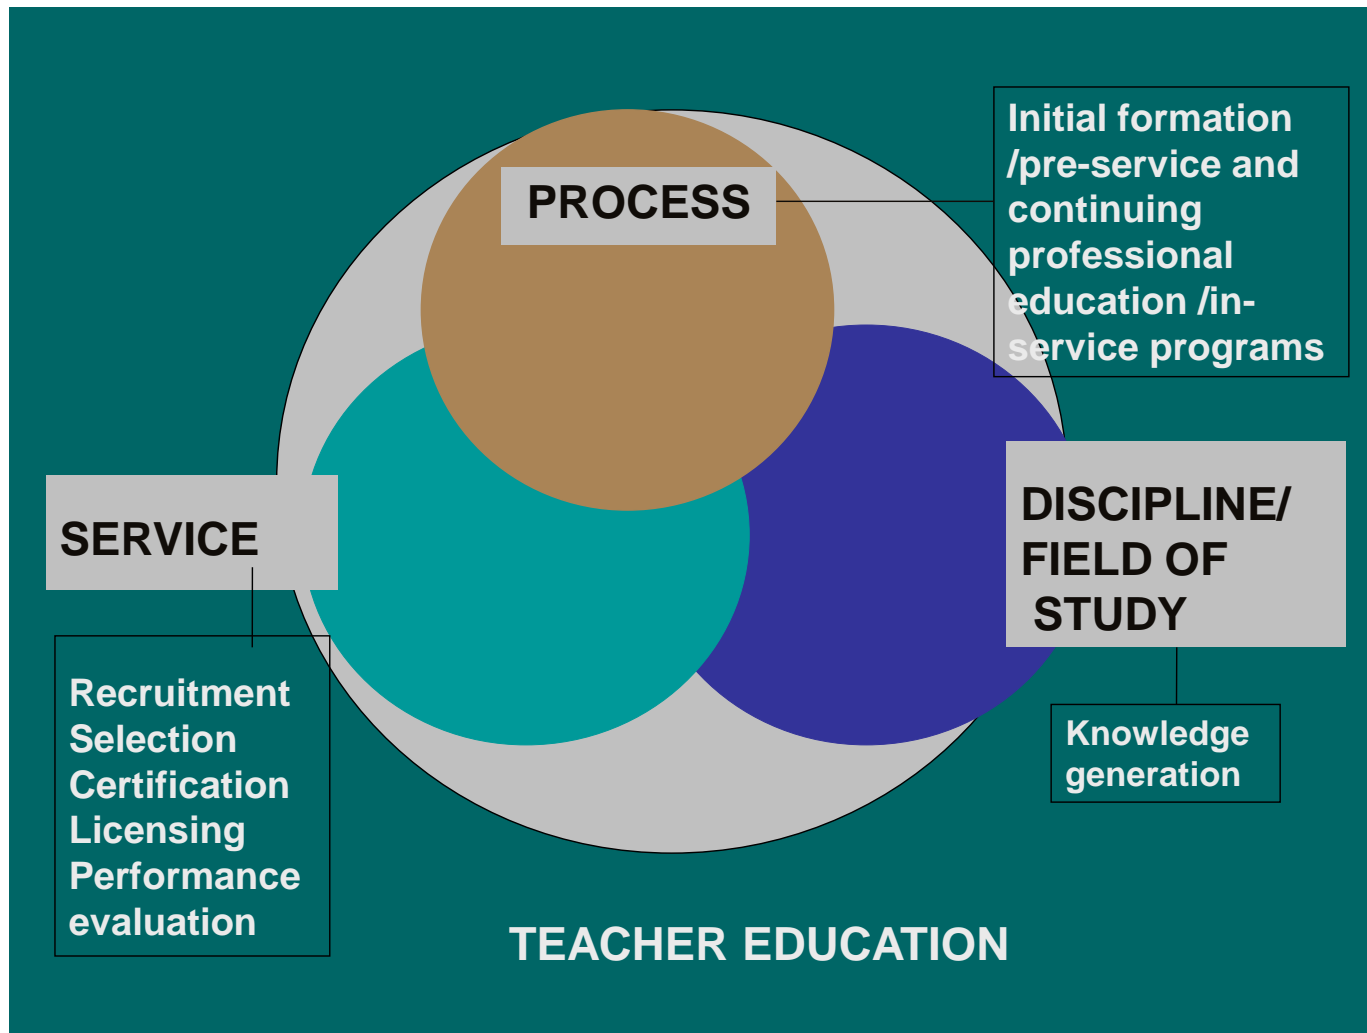 PROCESS
Initial formation
/pre-service and
continuing
professional
education /in-
service programs
SERVICE
DISCIPLINE/
FIELD OF
STUDY
Recruitment
Selection
Certification
Licensing
Performance
evaluation
Knowledge
generation
TEACHER EDUCATION